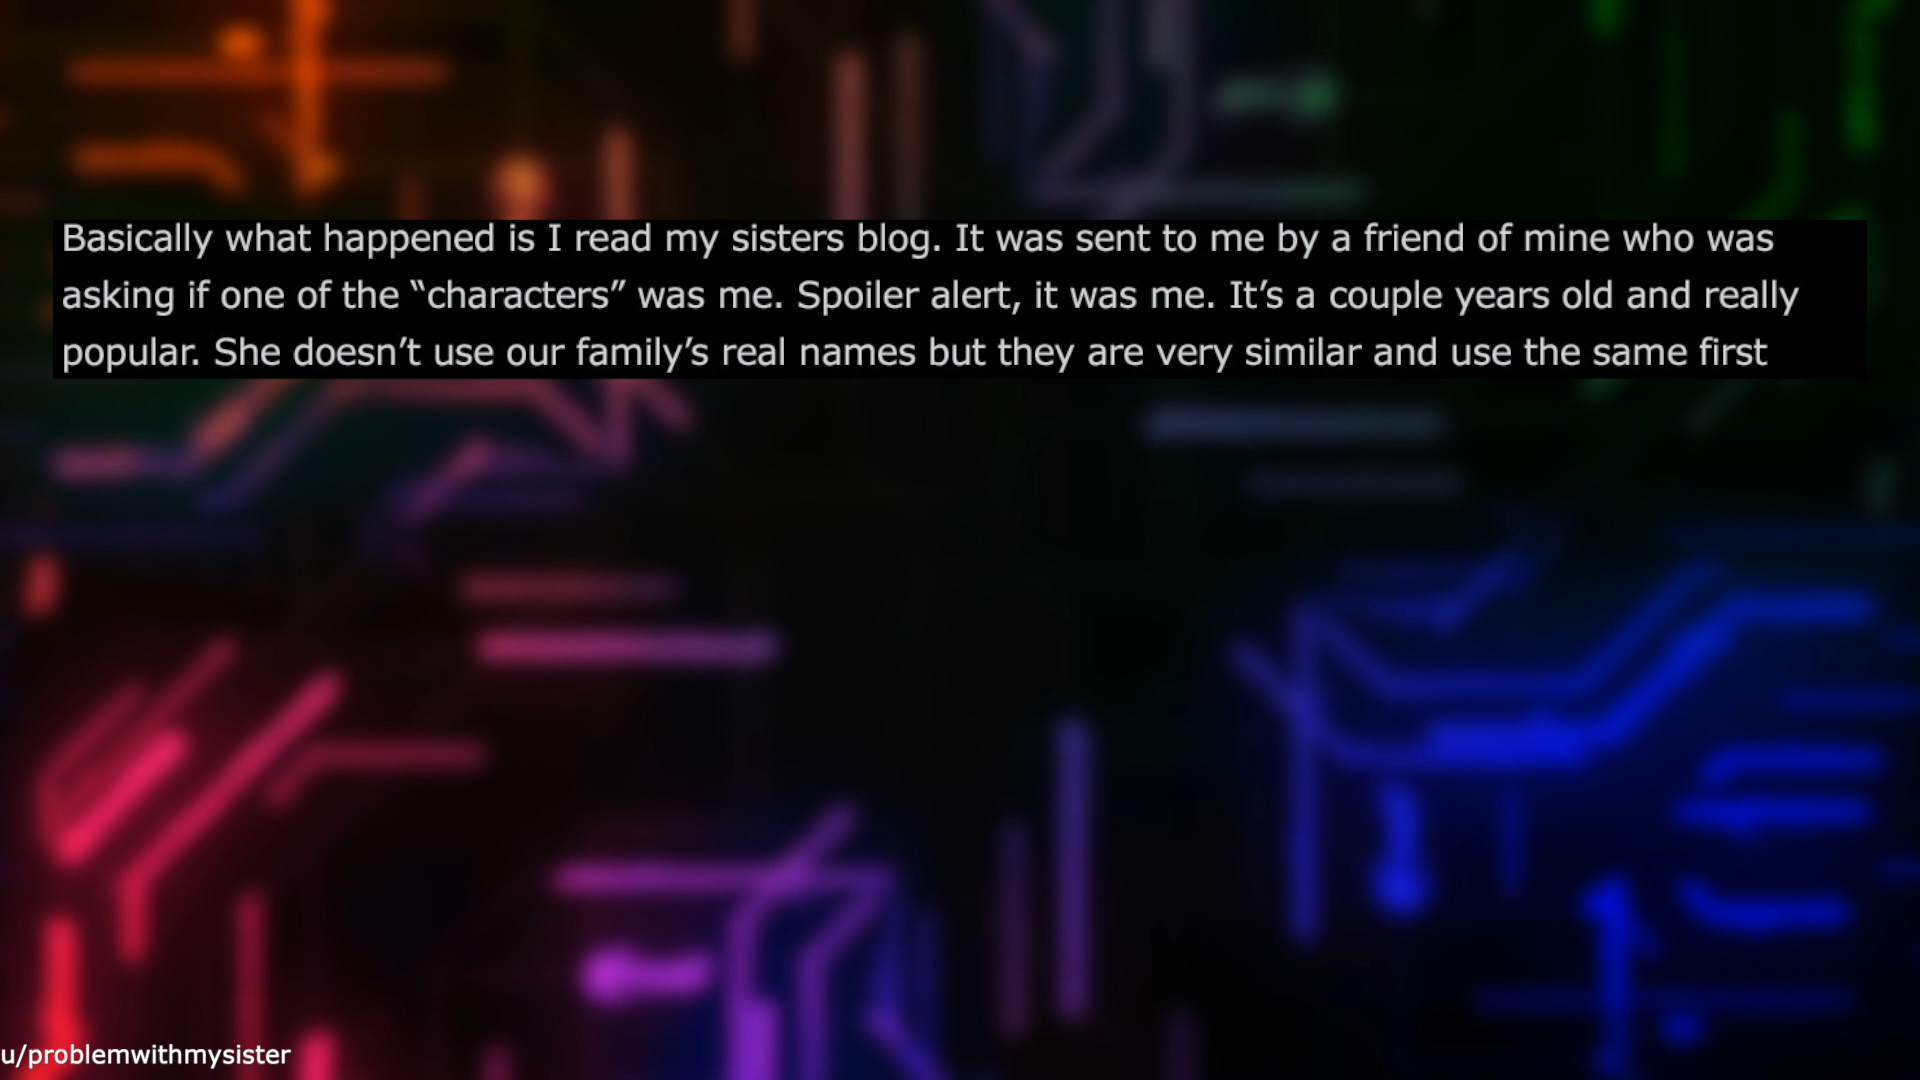 Basically what happened is I read my sisters blog. It was sent to me by a friend of mine who was
asking if one of the “characters” was me. Spoiler alert, it was me. It’s a couple years old and really
popular. She doesn’t use our family’s real names but they are very similar and use the same first
u/problemwithmysister